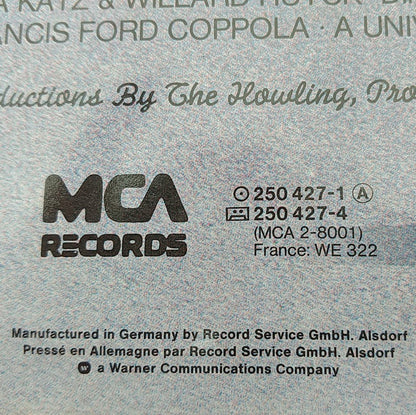 A KATZ & WILLARD HUYCK · DI
ANCIS FORD COPPOLA · A UNI
ductions By The Howling, Pro
MCA
RECORDS
250 427-1 A
250 427-4
(MCA 2-8001)
France: WE 322
Manufactured in Germany by Record Service GmbH. Alsdorf
Pressé en Allemagne par Record Service GmbH. Alsdorf
w a Warner Communications Company